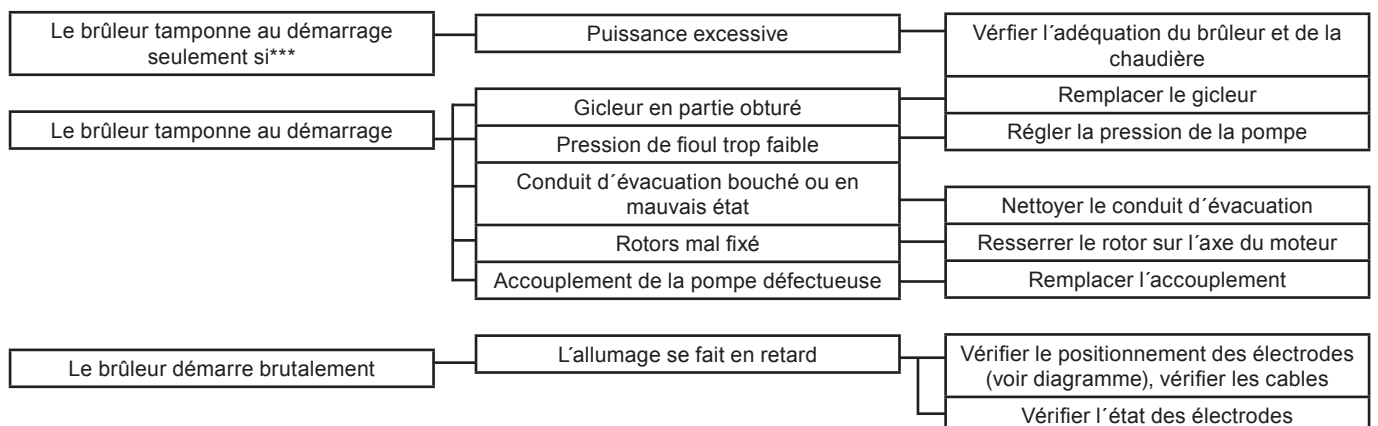 Le brûleur tamponne au démarrage
seulement si***
Puissance excessive
Vérfier l´adéquation du brûleur et de la
chaudière
Le brûleur tamponne au démarrage
Gicleur en partie obturé
Remplacer le gicleur
Pression de fioul trop faible
Régler la pression de la pompe
Conduit d´évacuation bouché ou en
mauvais état
Nettoyer le conduit d´évacuation
Rotors mal fixé
Resserrer le rotor sur l´axe du moteur
Accouplement de la pompe défectueuse
Remplacer l´accouplement
Le brûleur démarre brutalement
L´allumage se fait en retard
Vérifier le positionnement des électrodes
(voir diagramme), vérifier les cables
Vérifier l´état des électrodes